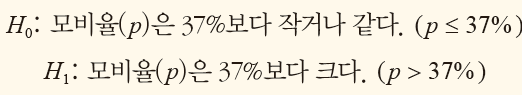 H₀: 모비율(p)은 37%보다 작거나 같다. (p ≤ 37%)
H₁: 모비율(p)은 37%보다 크다. (p > 37%)